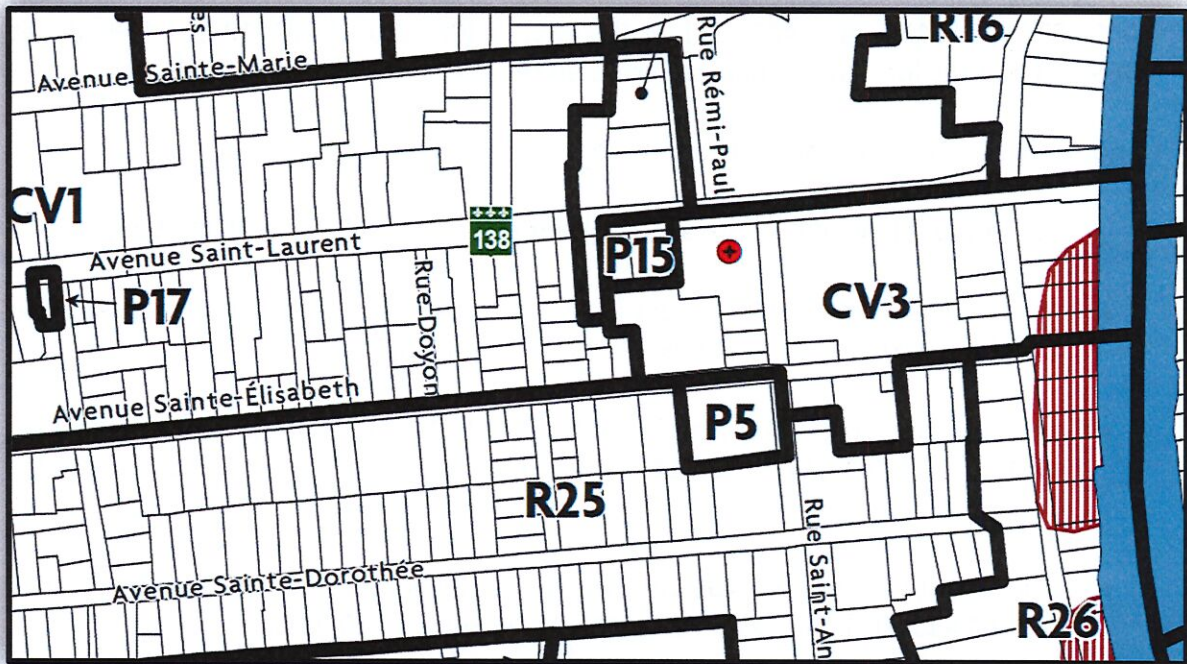 es
Avenue Sainte-Marie
Rue Rémi-Paul
R16
CV1
Avenue Saint-Laurent
138
P15
P17
Rue Doyon
CV3
Avenue Sainte-Élisabeth
P5
R25
Rue Saint-An
Avenue Sainte-Dorothée
R26